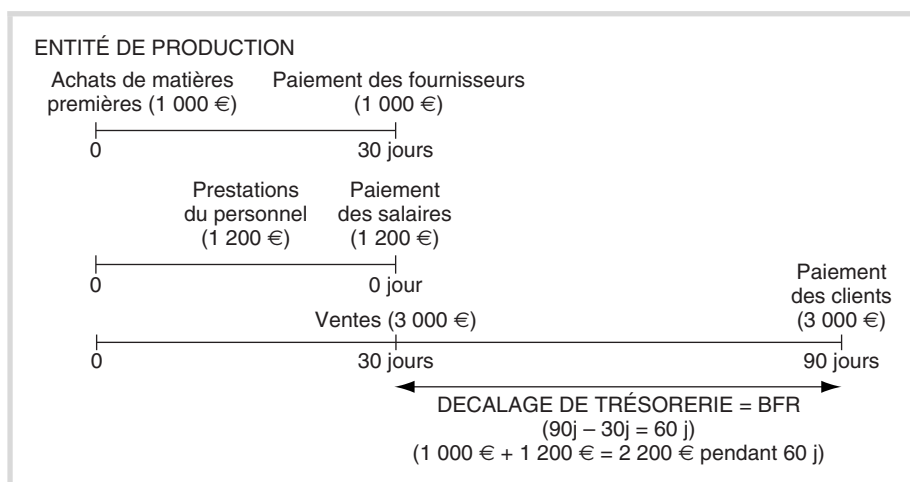 ENTITÉ DE PRODUCTION
Achats de matières
premières (1 000 €)
Paiement des fournisseurs
(1 000 €)
0
30 jours
Prestations
du personnel
(1 200 €)
Paiement
des salaires
(1 200 €)
0
0 jour
Paiement
des clients
(3 000 €)
Ventes (3 000 €)
0
30 jours
90 jours
DECALAGE DE TRÉSORERIE = BFR
(90j – 30j = 60 j)
(1 000 € + 1 200 € = 2 200 € pendant 60 j)